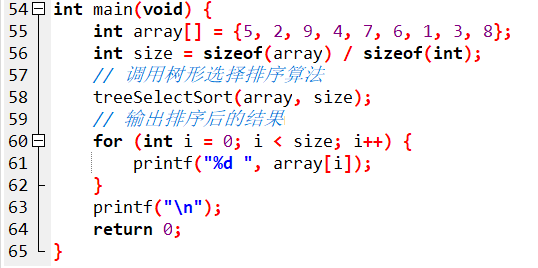 54 int main(void) {
55 int array[] = {5, 2, 9, 4, 7, 6, 1, 3, 8};
56 int size = sizeof(array) / sizeof(int);
57 // 调用树形选择排序算法
58 treeSelectSort(array, size);
59 // 输出排序后的结果
60 for (int i = 0; i < size; i++) {
61 printf("%d ", array[i]);
62 }
63 printf("\n");
64 return 0;
65 }